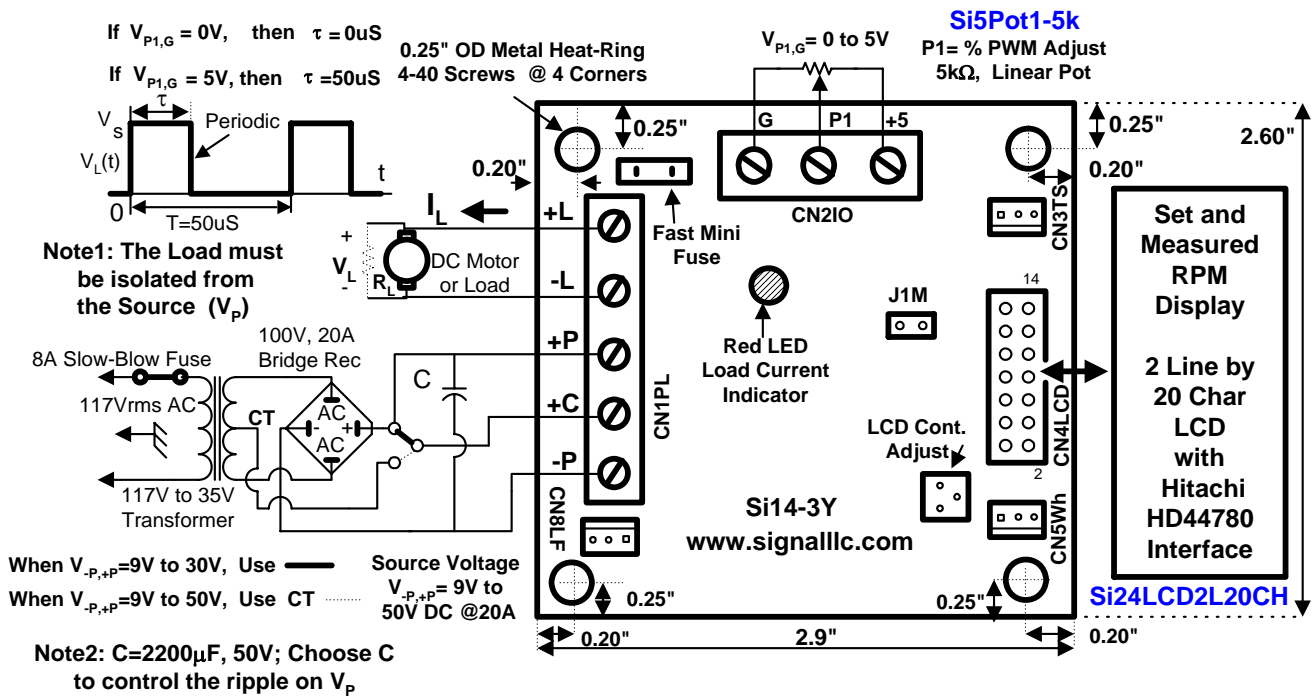 If V_P1,G = 0V, then τ = 0uS
If V_P1,G = 5V, then τ =50uS
τ
V_S
Periodic
V_L(t)
t
0
T=50uS
Note1: The Load must
be isolated from
the Source (V_P)
0.25" OD Metal Heat-Ring
4-40 Screws @ 4 Corners
V_P1,G = 0 to 5V
Si5Pot1-5k
P1= % PWM Adjust
5kΩ, Linear Pot
0.25"
G
P1
+5
CN2IO
0.25"
2.60"
0.20"
0.20"
Fast Mini
Fuse
CN3TS
I_L
+L
+
V_L
-
R_L
DC Motor
or Load
-L
+P
+C
-P
CN1PL
Red LED
Load Current
Indicator
J1M
14
CN4LCD
2
LCD Cont.
Adjust
CN5Wh
CN8LF
Si14-3Y
www.signalllc.com
Set and
Measured
RPM
Display
2 Line by
20 Char
LCD
with
Hitachi
HD44780
Interface
Si24LCD2L20CH
100V, 20A
Bridge Rec
8A Slow-Blow Fuse
117Vrms AC
CT
AC
- +
AC
C
117V to 35V
Transformer
When V_-P,+P=9V to 30V, Use
When V_-P,+P=9V to 50V, Use CT
Source Voltage
V_-P,+P= 9V to
50V DC @20A
0.25"
0.25"
0.20"
2.9"
0.20"
Note2: C=2200μF, 50V; Choose C
to control the ripple on V_P